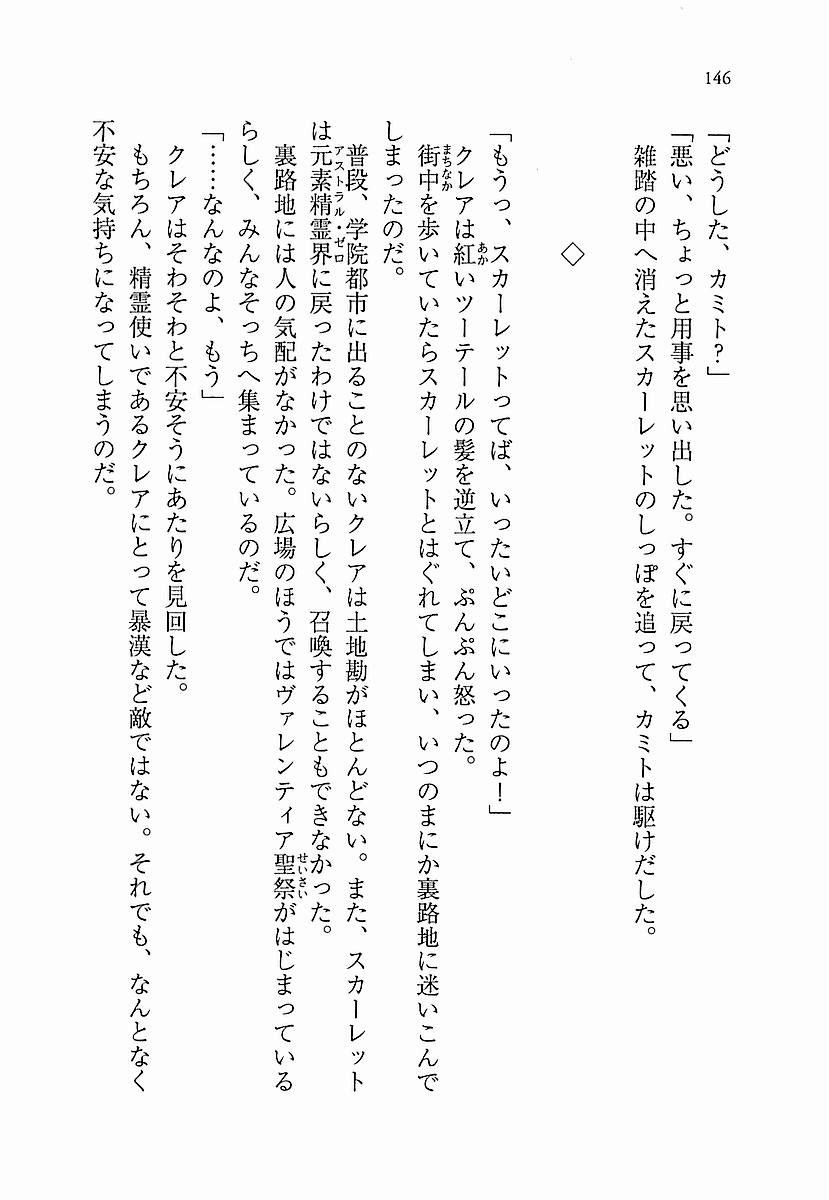 146
「どうした、カミト？」
「悪い、ちょっと用事を思い出した。すぐに戻ってくる」
雑踏の中へ消えたスカーレットのしっぽを追って、カミトは駆けだした。
◇
「もうっ、スカーレットってば、いったいどこにいったのよ！」
クレアは紅いツーテールの髪を逆立て、ぷんぷん怒った。
あか
街中を歩いていたらスカーレットとはぐれてしまい、いつのまにか裏路地に迷いこんで
まちなか
しまったのだ。
普段、学院都市に出ることのないクレアは土地勘がほとんどない。また、スカーレット
は元素精霊界に戻ったわけではないらしく、召喚することもできなかった。
アストラル・ゼロ
裏路地には人の気配がなかった。広場のほうではヴァレンティア聖祭がはじまっている
せいさい
らしく、みんなそっちへ集まっているのだ。
「……なんなのよ、もう」
クレアはそわそわと不安そうにあたりを見回した。
もちろん、精霊使いであるクレアにとって暴漢など敵ではない。それでも、なんとなく
不安な気持ちになってしまうのだ。